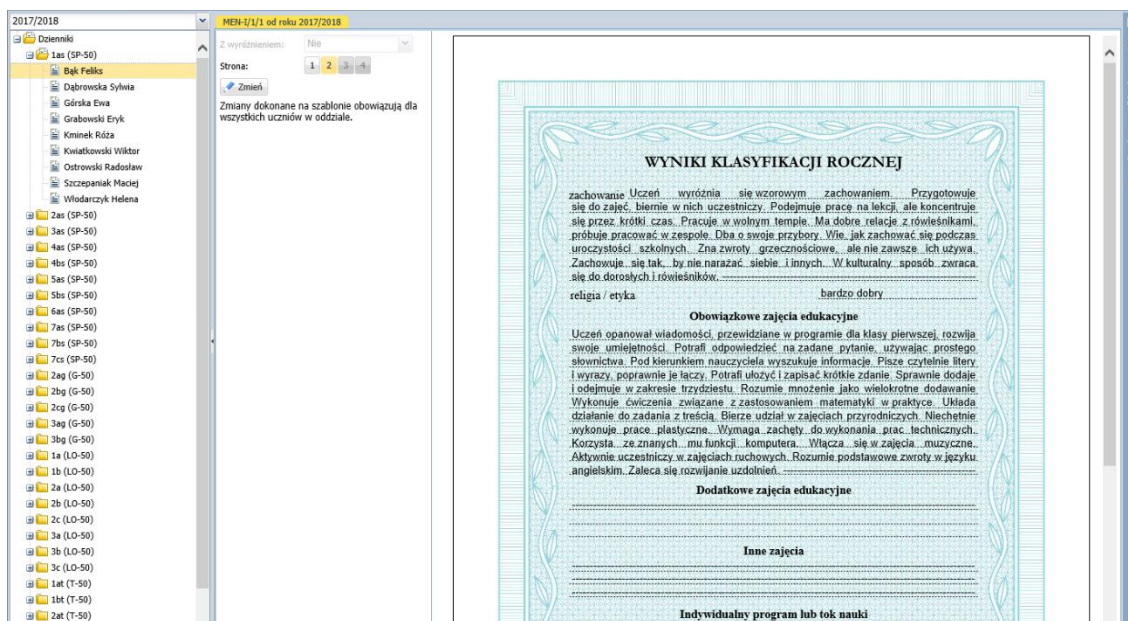 2017/2018
Dzienniki
1as (SP-50)
Bąk Feliks
Dąbrowska Sylwia
Górska Ewa
Grabowski Eryk
Kminek Róża
Kwiatkowski Wiktor
Ostrowski Radosław
Szczepaniak Maciej
Włodarczyk Helena
2as (SP-50)
3as (SP-50)
4as (SP-50)
4bs (SP-50)
5as (SP-50)
5bs (SP-50)
6as (SP-50)
7as (SP-50)
7bs (SP-50)
7cs (SP-50)
2ag (G-50)
2bg (G-50)
2cg (G-50)
3ag (G-50)
3bg (G-50)
1a (LO-50)
1b (LO-50)
2a (LO-50)
2b (LO-50)
2c (LO-50)
3a (LO-50)
3b (LO-50)
3c (LO-50)
1at (T-50)
1bt (T-50)
2at (T-50)
MEN-I/1/1 od roku 2017/2018
Z wyróżnieniem: Nie
Strona: 1 2 3 4
Zmień
Zmiany dokonane na szablonie obowiązują dla
wszystkich uczniów w oddziale.
WYNIKI KLASYFIKACJI ROCZNEJ
zachowanie Uczeń wyróżnia się wzorowym zachowaniem. Przygotowuje
się do zajęć, biernie w nich uczestniczy. Podejmuje pracę na lekcji, ale koncentruje
się przez krótki czas. Pracuje w wolnym tempie. Ma dobre relacje z rówieśnikami,
próbuje pracować w zespole. Dba o swoje przybory. Wie, jak zachować się podczas
uroczystości szkolnych. Zna zwroty grzecznościowe, ale nie zawsze ich używa.
Zachowuje się tak, by nie narażać siebie i innych. W kulturalny sposób zwraca
się do dorosłych i rówieśników.
religia / etyka bardzo dobry
Obowiązkowe zajęcia edukacyjne
Uczeń opanował wiadomości, przewidziane w programie dla klasy pierwszej, rozwija
swoje umiejętności. Potrafi odpowiedzieć na zadane pytanie, używając prostego
słownictwa. Pod kierunkiem nauczyciela wyszukuje informacje. Pisze czytelnie litery
i wyrazy, poprawnie je łączy. Potrafi ułożyć i zapisać krótkie zdanie. Sprawnie dodaje
i odejmuje w zakresie trzydziestu. Rozumie mnożenie jako wielokrotne dodawanie
Wykonuje ćwiczenia związane z zastosowaniem matematyki w praktyce. Układa
działanie do zadania z treścią. Bierze udział w zajęciach przyrodniczych. Niechętnie
wykonuje prace plastyczne. Wymaga zachęty do wykonania prac technicznych.
Korzysta ze znanych mu funkcji komputera. Włącza się w zajęcia muzyczne.
Aktywnie uczestniczy w zajęciach ruchowych. Rozumie podstawowe zwroty w języku
angielskim. Zaleca się rozwijanie uzdolnień.
Dodatkowe zajęcia edukacyjne
Inne zajęcia
Indywidualny program lub tok nauki